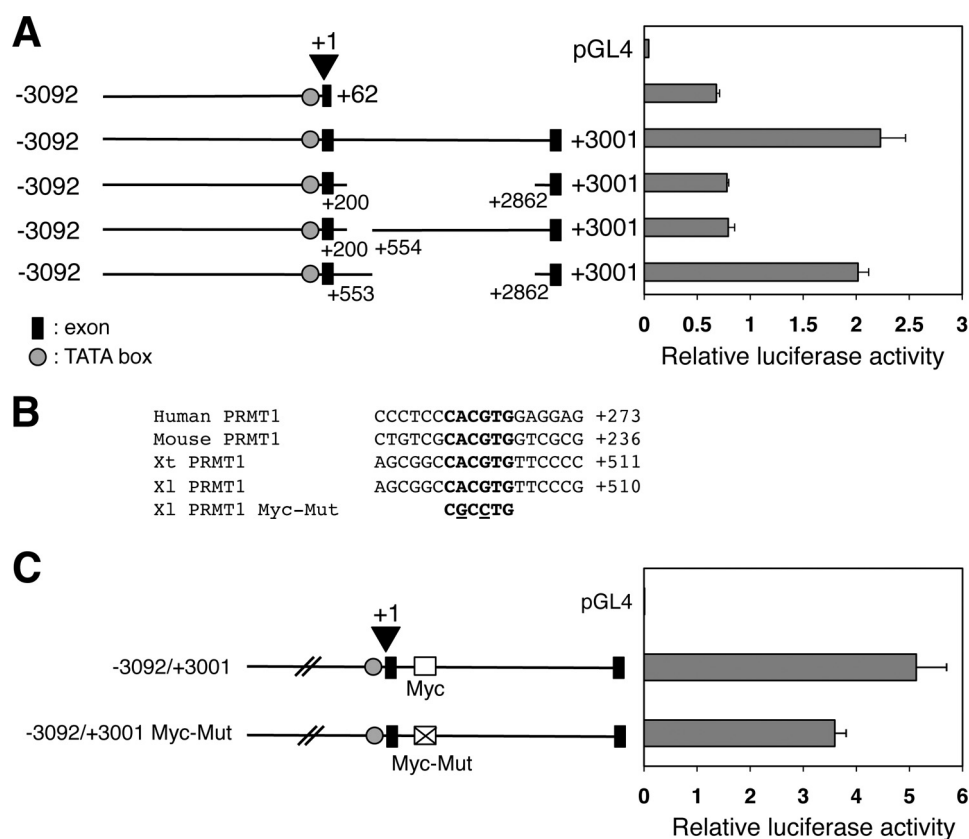 A
+1
pGL4
-3092 +62
-3092 +3001
-3092 +3001
+200 +2862
-3092 +3001
+200 +554
-3092 +3001
+553 +2862
: exon
: TATA box
0 0.5 1 1.5 2 2.5 3
Relative luciferase activity
B
Human PRMT1 CCCTCCCACGTGGAGGAG +273
Mouse PRMT1 CTGTCGCACGTGGTCGCG +236
Xt PRMT1 AGCGGCCACGTGTTCCCC +511
Xl PRMT1 AGCGGCCACGTGTTCCCG +510
Xl PRMT1 Myc-Mut CGCCTG
C
pGL4
+1
-3092/+3001
Myc
-3092/+3001 Myc-Mut
Myc-Mut
0 1 2 3 4 5 6
Relative luciferase activity